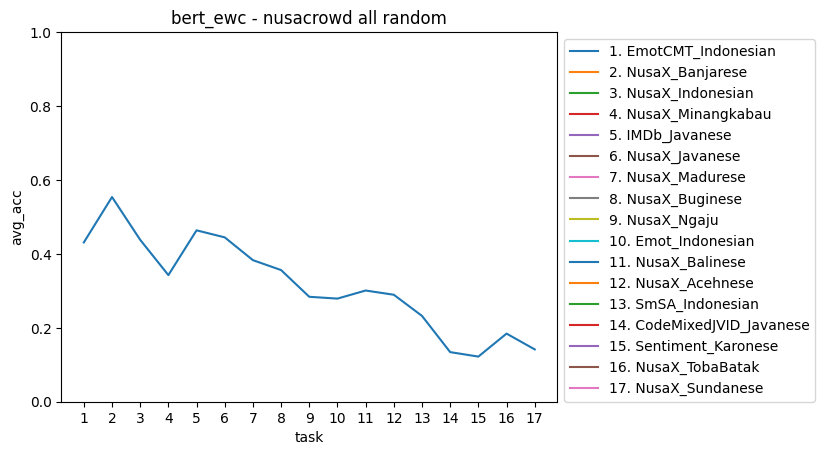 bert_ewc - nusacrowd all random
1.0
0.8
0.6
0.4
0.2
0.0
avg_acc
1 2 3 4 5 6 7 8 9 10 11 12 13 14 15 16 17
task
1. EmotCMT_Indonesian
2. NusaX_Banjarese
3. NusaX_Indonesian
4. NusaX_Minangkabau
5. IMDb_Javanese
6. NusaX_Javanese
7. NusaX_Madurese
8. NusaX_Buginese
9. NusaX_Ngaju
10. Emot_Indonesian
11. NusaX_Balinese
12. NusaX_Acehnese
13. SmSA_Indonesian
14. CodeMixedJVID_Javanese
15. Sentiment_Karonese
16. NusaX_TobaBatak
17. NusaX_Sundanese